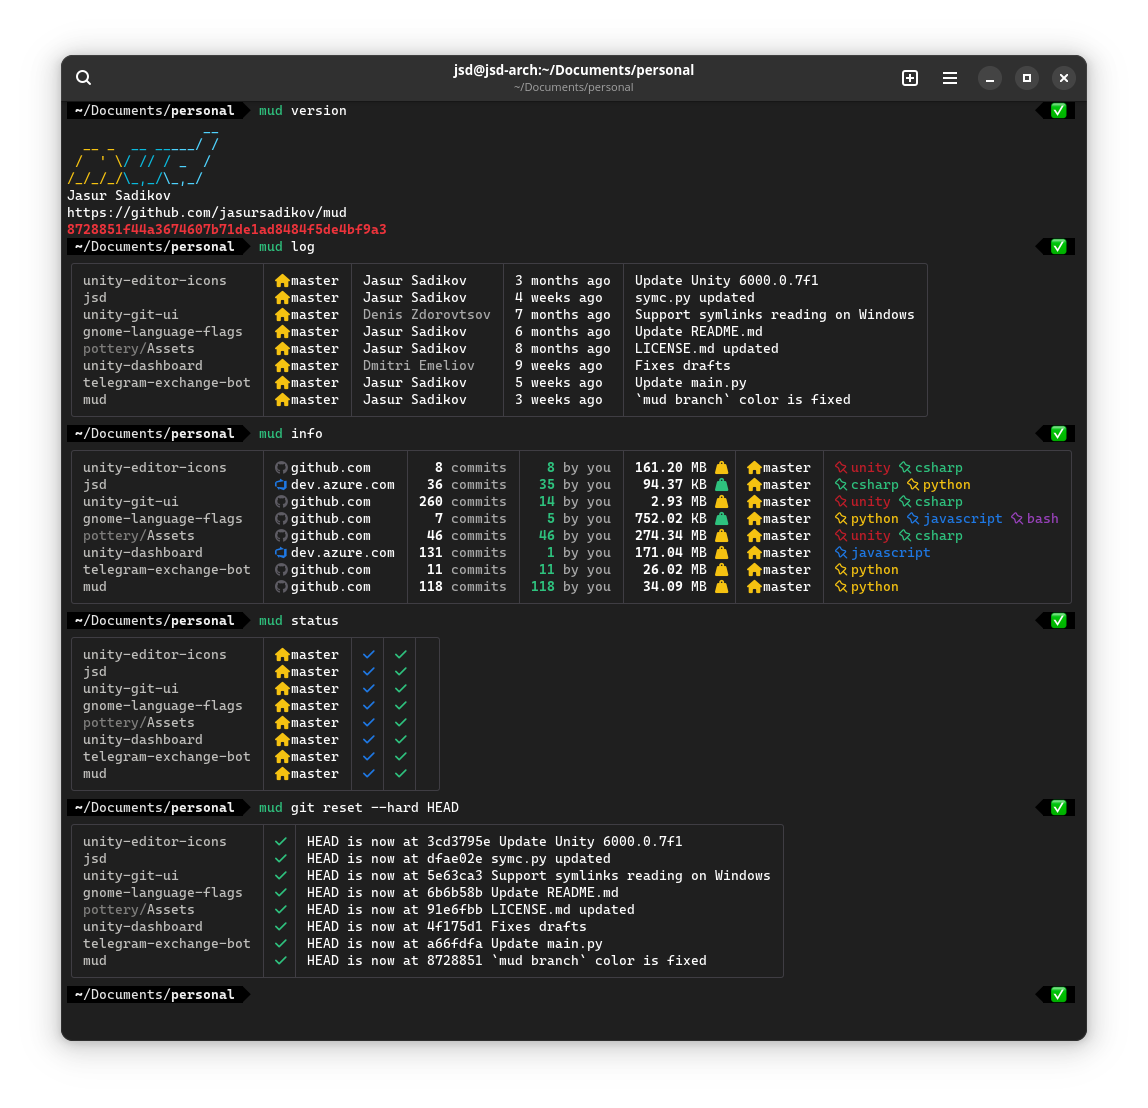 jsd@jsd-arch:~/Documents/personal
~/Documents/personal
~/Documents/personal mud version
Jasur Sadikov
https://github.com/jasursadikov/mud
8728851f44a3674607b71de1ad8484f5de4bf9a3
~/Documents/personal mud log
unity-editor-icons master Jasur Sadikov 3 months ago Update Unity 6000.0.7f1
jsd master Jasur Sadikov 4 weeks ago symc.py updated
unity-git-ui master Denis Zdorovtsov 7 months ago Support symlinks reading on Windows
gnome-language-flags master Jasur Sadikov 6 months ago Update README.md
pottery/Assets master Jasur Sadikov 8 months ago LICENSE.md updated
unity-dashboard master Dmitri Emeliov 9 weeks ago Fixes drafts
telegram-exchange-bot master Jasur Sadikov 5 weeks ago Update main.py
mud master Jasur Sadikov 3 weeks ago `mud branch` color is fixed
~/Documents/personal mud info
unity-editor-icons github.com 8 commits 8 by you 161.20 MB master unity csharp
jsd dev.azure.com 36 commits 35 by you 94.37 KB master csharp python
unity-git-ui github.com 260 commits 14 by you 2.93 MB master unity csharp
gnome-language-flags github.com 7 commits 5 by you 752.02 KB master python javascript bash
pottery/Assets github.com 46 commits 46 by you 274.34 MB master unity csharp
unity-dashboard dev.azure.com 131 commits 1 by you 171.04 MB master javascript
telegram-exchange-bot github.com 11 commits 11 by you 26.02 MB master python
mud github.com 118 commits 118 by you 34.09 MB master python
~/Documents/personal mud status
unity-editor-icons master
jsd master
unity-git-ui master
gnome-language-flags master
pottery/Assets master
unity-dashboard master
telegram-exchange-bot master
mud master
~/Documents/personal mud git reset --hard HEAD
unity-editor-icons HEAD is now at 3cd3795e Update Unity 6000.0.7f1
jsd HEAD is now at dfae02e symc.py updated
unity-git-ui HEAD is now at 5e63ca3 Support symlinks reading on Windows
gnome-language-flags HEAD is now at 6b6b58b Update README.md
pottery/Assets HEAD is now at 91e6fbb LICENSE.md updated
unity-dashboard HEAD is now at 4f175d1 Fixes drafts
telegram-exchange-bot HEAD is now at a66fdfa Update main.py
mud HEAD is now at 8728851 `mud branch` color is fixed
~/Documents/personal